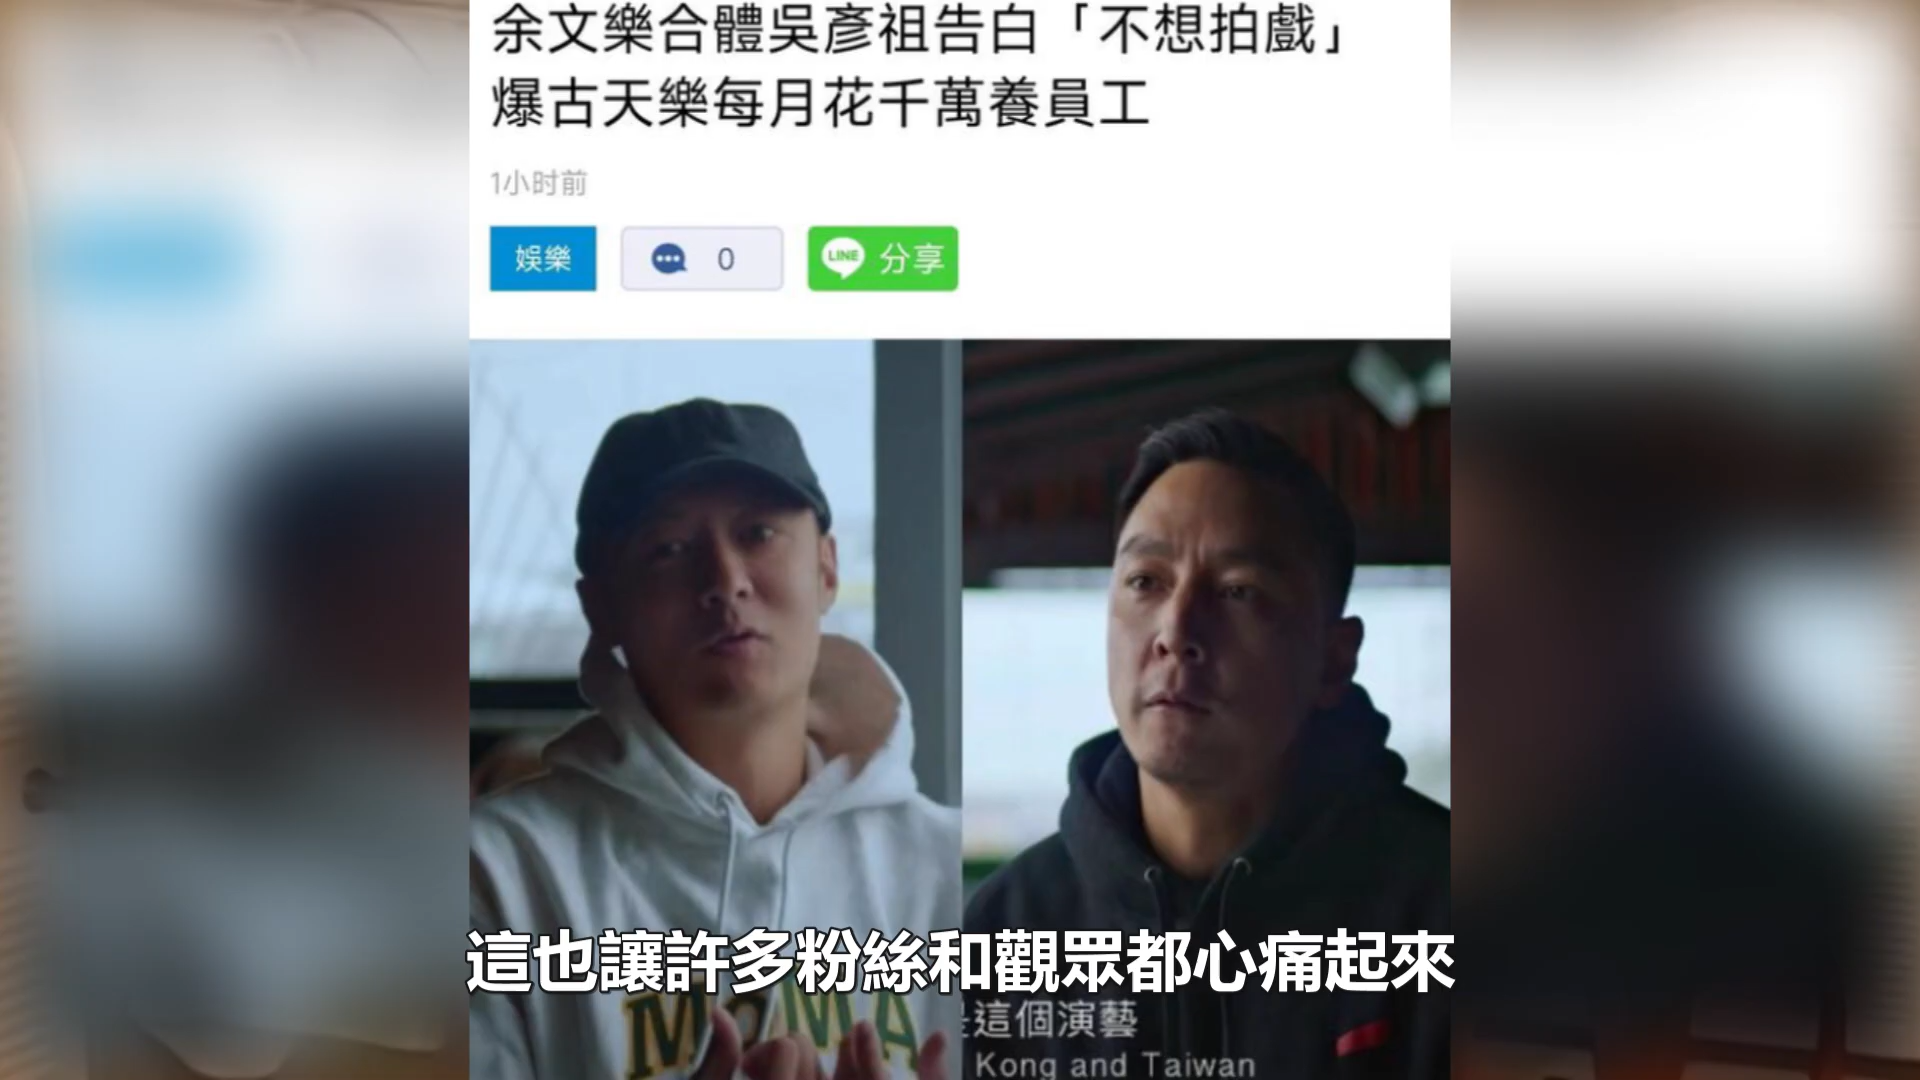 余文樂合體吳彥祖告白「不想拍戲」
爆古天樂每月花千萬養員工
1小时前
娛樂
0
LINE 分享
這也讓許多粉絲和觀眾都心痛起來
這個演藝
Kong and Taiwan